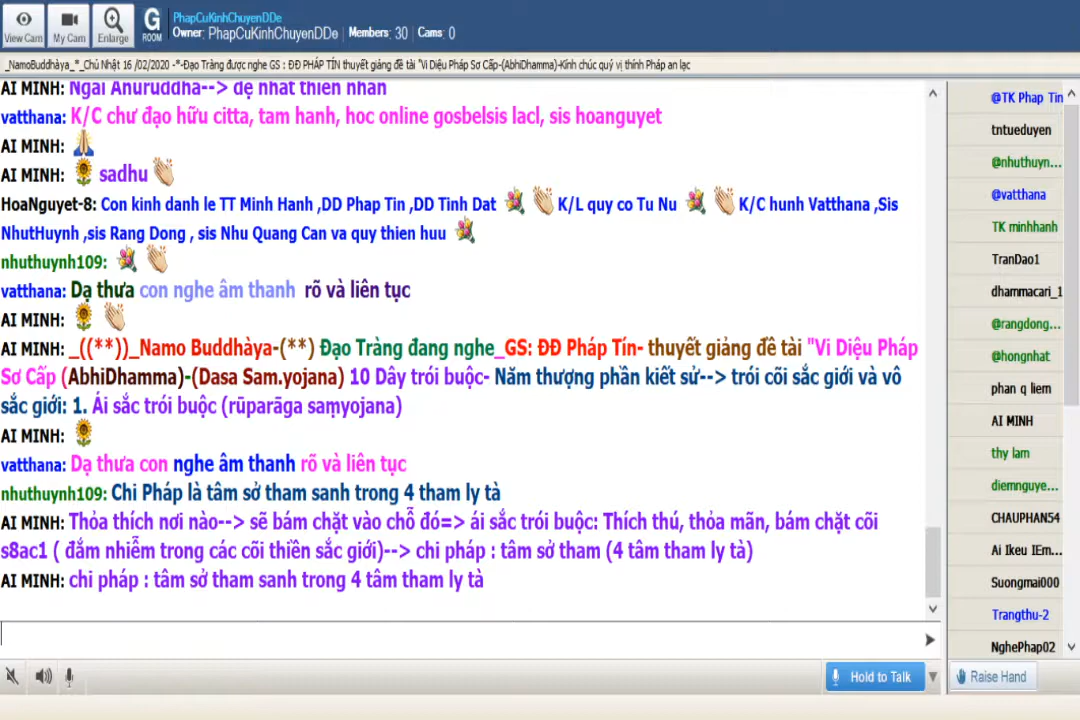 View Cam
My Cam
Enlarge
G
ROOM
PhapCuKinhChuyenDDe
Owner: PhapCuKinhChuyenDDe
Members: 30
Cams: 0
_NamoBuddhàya_*_Chủ Nhật 16 /02/2020 -*-Đạo Tràng được nghe GS : ĐĐ PHÁP TÍN thuyết giảng đề tài "Vi Diệu Pháp Sơ Cấp-(AbhiDhamma)-Kính chúc quý vị thính Pháp an lạc
AI MINH: Ngài Anuruddha--> đệ nhất thiên nhãn
vatthana: K/C chư đạo hữu citta, tam hanh, hoc online gosbelsis lacl, sis hoanguyet
AI MINH:
AI MINH: sadhu
HoaNguyet-8: Con kinh danh le TT Minh Hanh ,DD Phap Tin ,DD Tinh Dat K/L quy co Tu Nu K/C hunh Vatthana ,Sis
NhutHuynh ,sis Rang Dong , sis Nhu Quang Can va quy thien huu
nhuthuynh109:
vatthana: Dạ thưa con nghe âm thanh rõ và liên tục
AI MINH:
AI MINH: _((**))_Namo Buddhàya-(**) Đạo Tràng đang nghe_GS: ĐĐ Pháp Tín- thuyết giảng đề tài "Vi Diệu Pháp
Sơ Cấp (AbhiDhamma)-(Dasa Sam.yojana) 10 Dây trói buộc- Năm thượng phần kiết sử--> trói cõi sắc giới và vô
sắc giới: 1. Ái sắc trói buộc (rūparāga saṃyojana)
AI MINH:
vatthana: Dạ thưa con nghe âm thanh rõ và liên tục
nhuthuynh109: Chi Pháp là tâm sở tham sanh trong 4 tham ly tà
AI MINH: Thỏa thích nơi nào--> sẽ bám chặt vào chỗ đó=> ái sắc trói buộc: Thích thú, thỏa mãn, bám chặt cõi
s8ac1 ( đắm nhiễm trong các cõi thiền sắc giới)--> chi pháp : tâm sở tham (4 tâm tham ly tà)
AI MINH: chi pháp : tâm sở tham sanh trong 4 tâm tham ly tà
@TK Phap Tin
tntueduyen
@nhuthuyn...
@vatthana
TK minhhanh
TranDao1
dhammacari_1
@rangdong...
@hongnhat
phan q liem
AI MINH
thy lam
diemnguye...
CHAUPHAN54
Ai Ikeu IEm...
Suongmai000
Trangthu-2
NghePhap02
Hold to Talk
Raise Hand